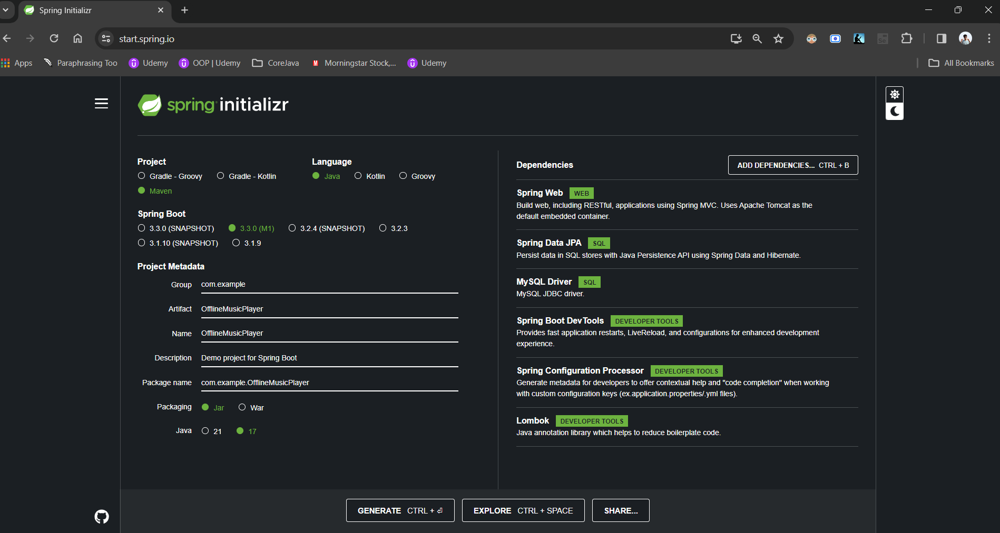 Spring Initializr
start.spring.io
Apps
Paraphrasing Too
Udemy
OOP | Udemy
CoreJava
M
Morningstar Stock,...
Udemy
All Bookmarks
spring initializr
Project
Gradle - Groovy
Gradle - Kotlin
Maven
Language
Java
Kotlin
Groovy
Spring Boot
3.3.0 (SNAPSHOT)
3.3.0 (M1)
3.2.4 (SNAPSHOT)
3.2.3
3.1.10 (SNAPSHOT)
3.1.9
Project Metadata
Group com.example
Artifact OfflineMusicPlayer
Name OfflineMusicPlayer
Description Demo project for Spring Boot
Package name com.example.OfflineMusicPlayer
Packaging Jar War
Java 21 17
Dependencies
ADD DEPENDENCIES... CTRL + B
Spring Web WEB
Build web, including RESTful, applications using Spring MVC. Uses Apache Tomcat as the
default embedded container.
Spring Data JPA SQL
Persist data in SQL stores with Java Persistence API using Spring Data and Hibernate.
MySQL Driver SQL
MySQL JDBC driver.
Spring Boot DevTools DEVELOPER TOOLS
Provides fast application restarts, LiveReload, and configurations for enhanced development
experience.
Spring Configuration Processor DEVELOPER TOOLS
Generate metadata for developers to offer contextual help and "code completion" when working
with custom configuration keys (ex.application.properties/.yml files).
Lombok DEVELOPER TOOLS
Java annotation library which helps to reduce boilerplate code.
GENERATE CTRL + ⏎
EXPLORE CTRL + SPACE
SHARE...